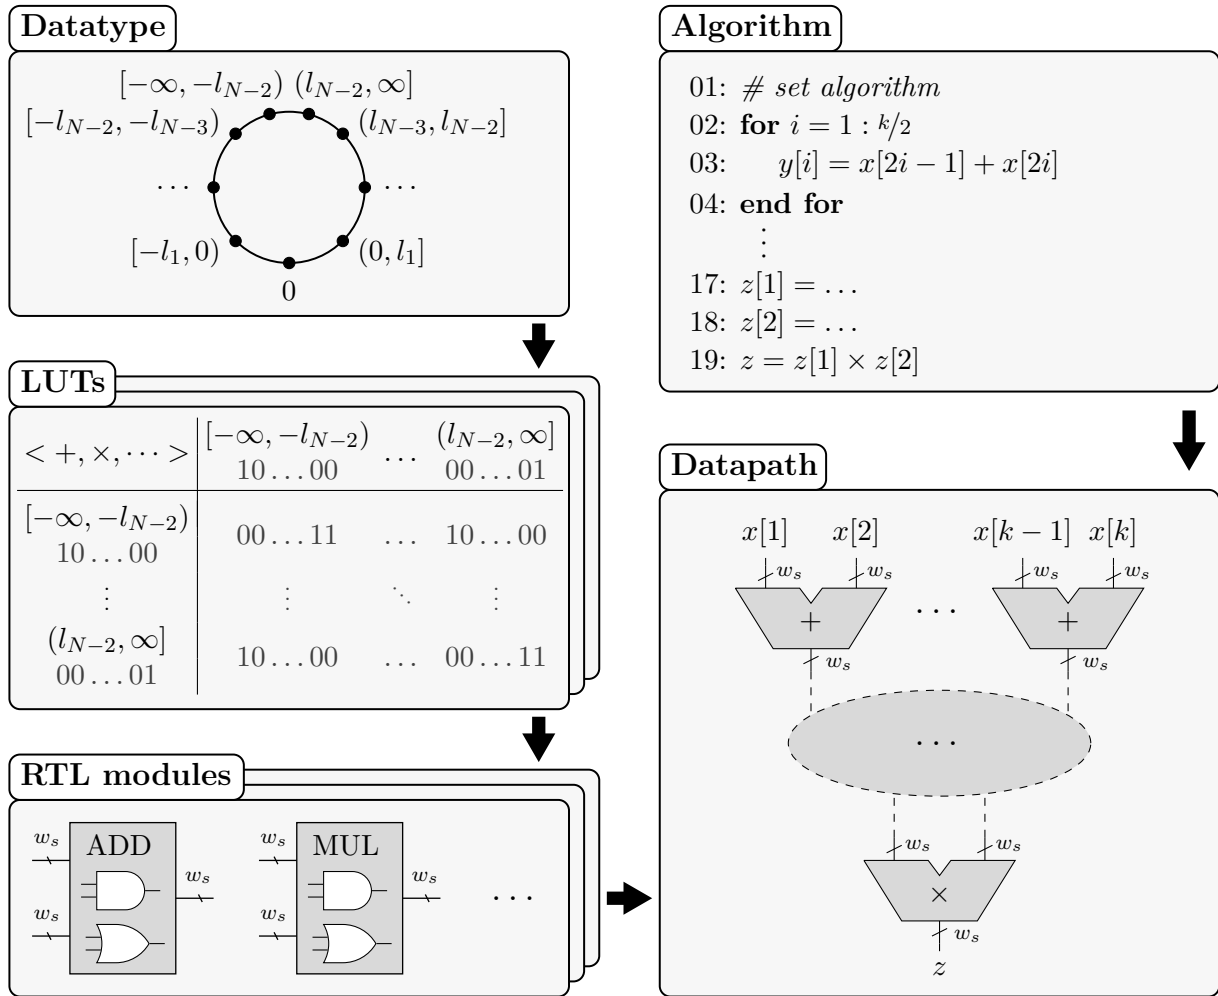 Datatype
[−∞, −l_{N−2}) (l_{N−2}, ∞]
[−l_{N−2}, −l_{N−3}) (l_{N−3}, l_{N−2}]
··· ···
[−l_1, 0) (0, l_1]
0
LUTs
< +, ×, ··· > [−∞, −l_{N−2}) ... (l_{N−2}, ∞]
10...00 00...01
[−∞, −l_{N−2})
10...00 00...11 ... 10...00
⋮ ⋮ ⋱ ⋮
(l_{N−2}, ∞]
00...01 10...00 ... 00...11
RTL modules
ADD MUL
w_s w_s w_s w_s
w_s w_s ···
Algorithm
01: # set algorithm
02: for i = 1 : k/2
03: y[i] = x[2i − 1] + x[2i]
04: end for
⋮
17: z[1] = ...
18: z[2] = ...
19: z = z[1] × z[2]
Datapath
x[1] x[2] x[k − 1] x[k]
w_s w_s w_s w_s
+ ··· +
w_s w_s
···
w_s w_s
×
w_s
z